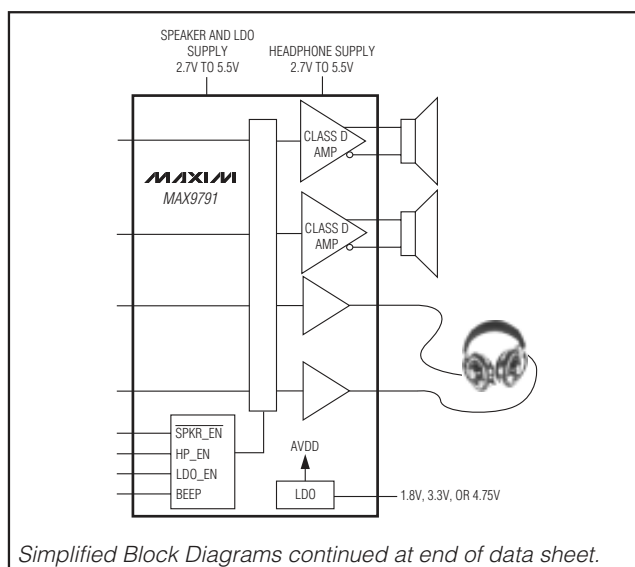 SPEAKER AND LDO
SUPPLY
2.7V TO 5.5V
HEADPHONE SUPPLY
2.7V TO 5.5V
CLASS D
AMP
MAXIM
MAX9791
CLASS D
AMP
SPKR_EN
HP_EN
LDO_EN
BEEP
AVDD
LDO
1.8V, 3.3V, OR 4.75V
Simplified Block Diagrams continued at end of data sheet.